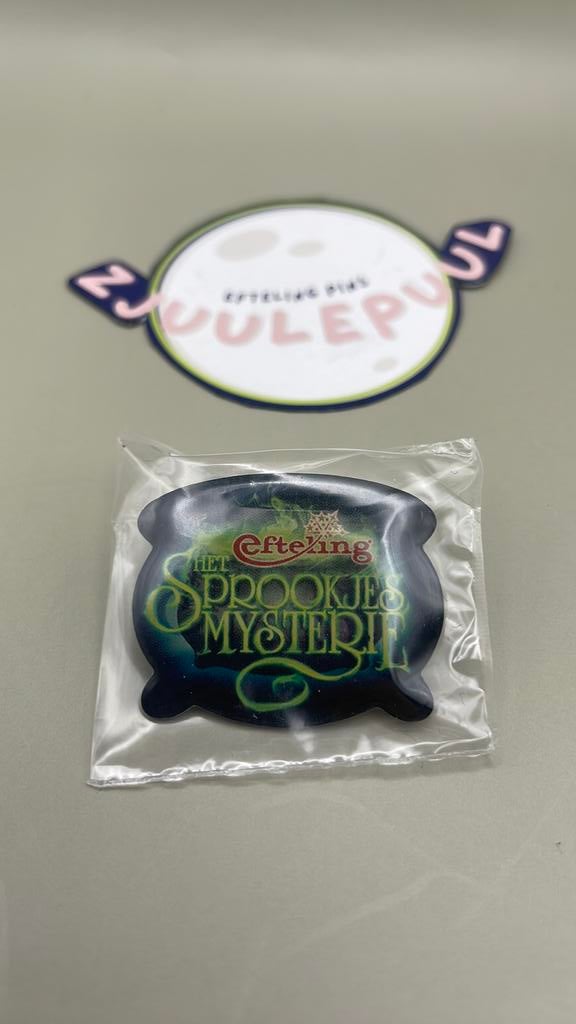 EFTELING PINS
ZJUULEPUUL
efteling
HET
SPROOKJES
MYSTERIE